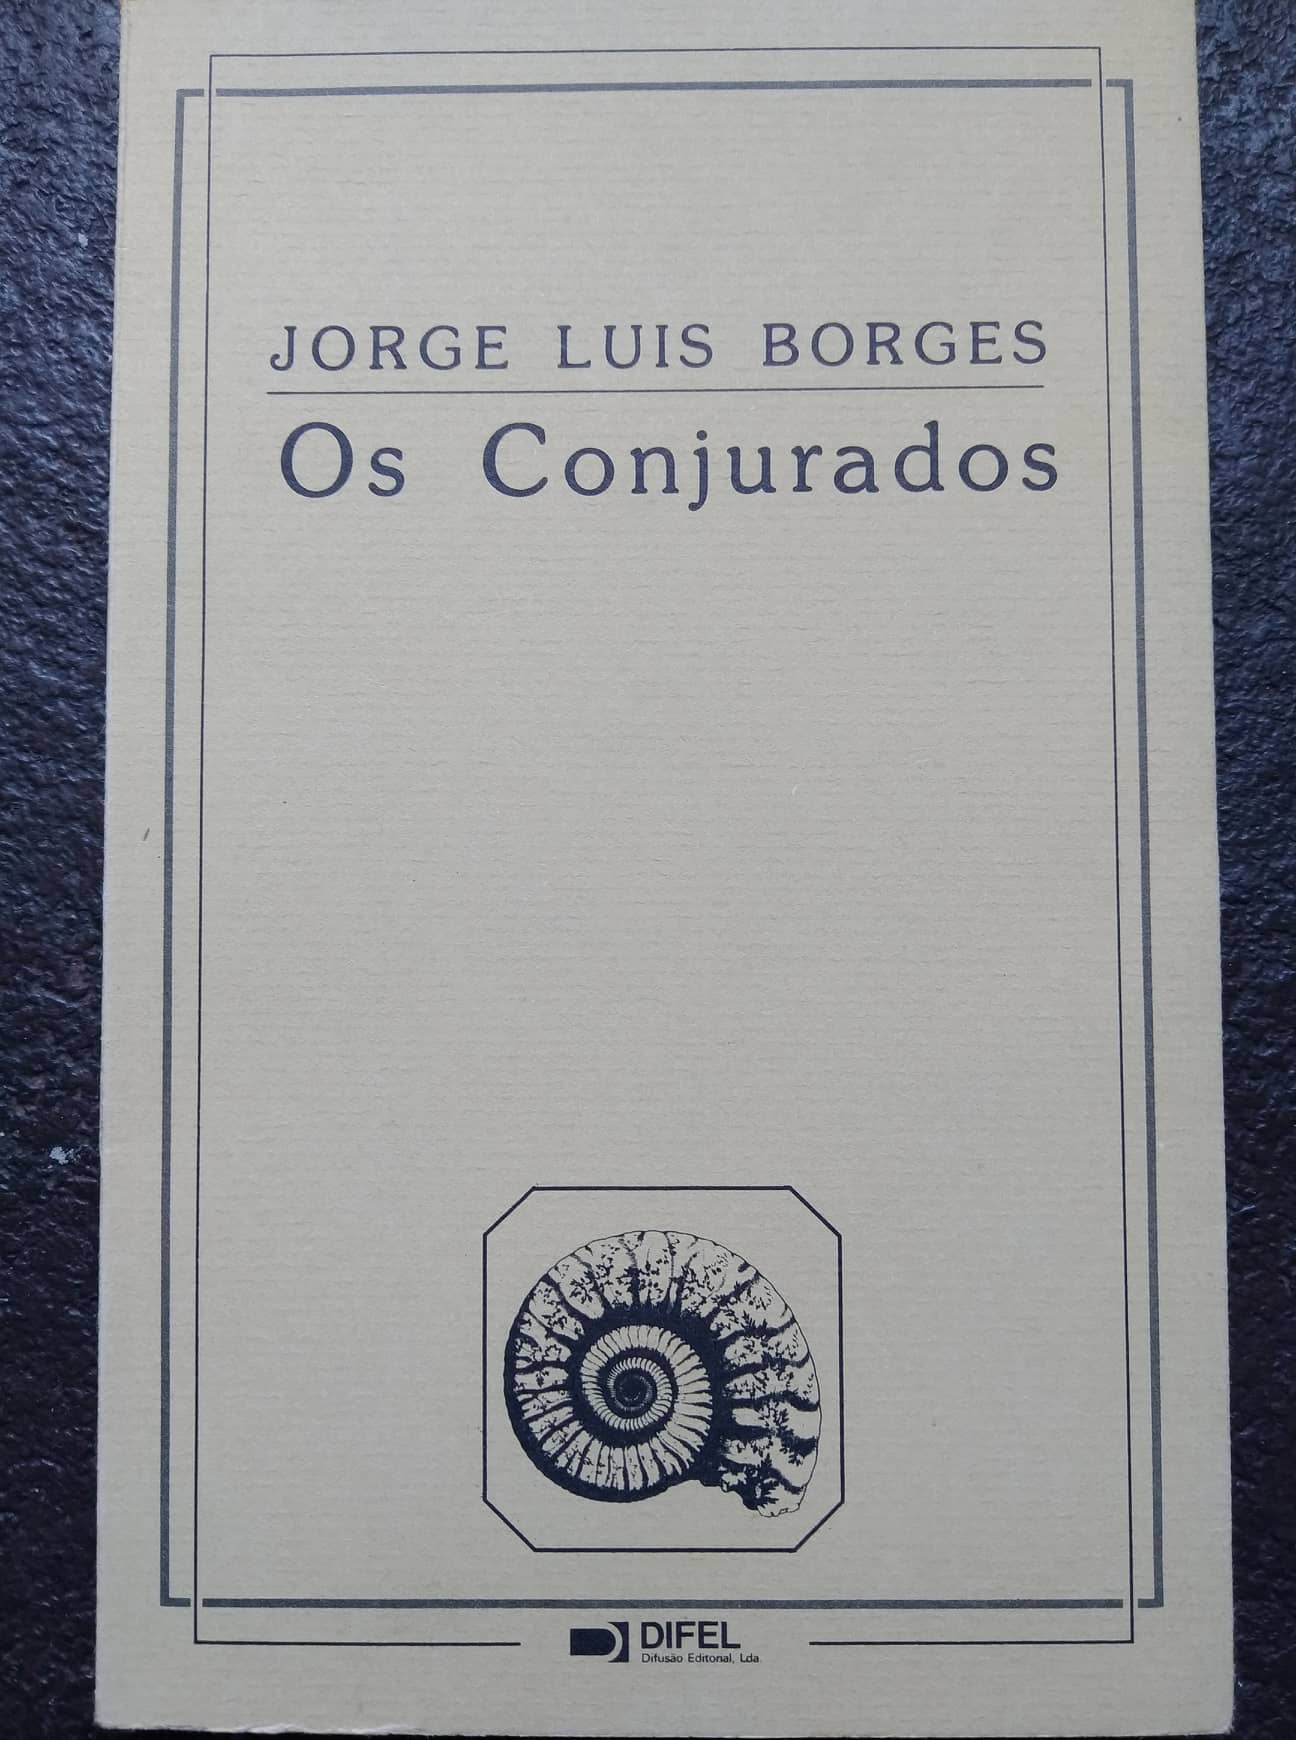 JORGE LUIS BORGES
Os Conjurados
DIFEL
Difusão Editorial, Lda.